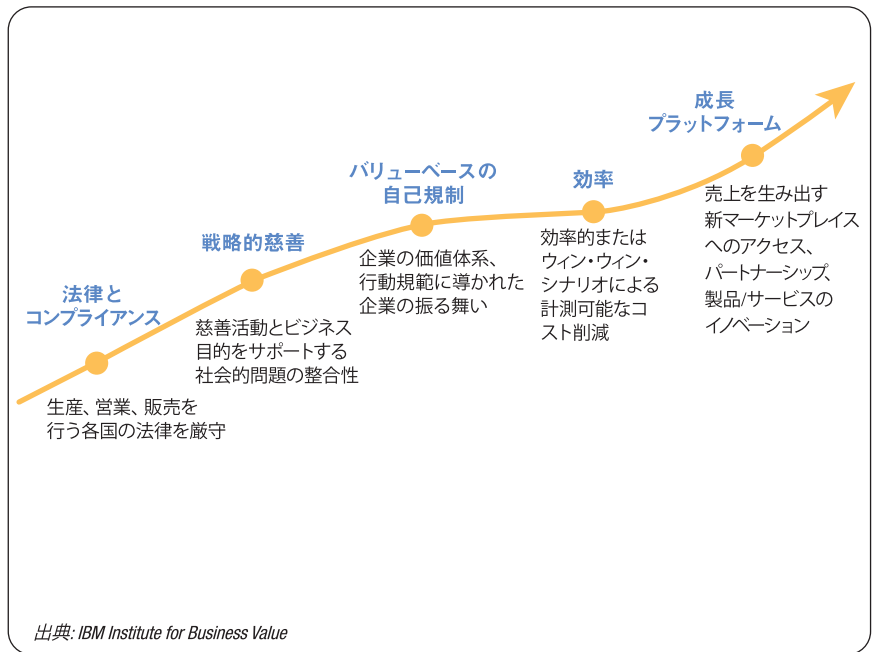 法律と
コンプライアンス
生産、営業、販売を
行う各国の法律を厳守
戦略的慈善
慈善活動とビジネス
目的をサポートする
社会的問題の整合性
バリューベースの
自己規制
企業の価値体系、
行動規範に導かれた
企業の振る舞い
効率
効率的または
ウィン・ウィン・
シナリオによる
計測可能なコ
スト削減
成長
プラットフォーム
売上を生み出す
新マーケットプレイス
へのアクセス、
パートナーシップ、
製品/サービスの
イノベーション
出典: IBM Institute for Business Value